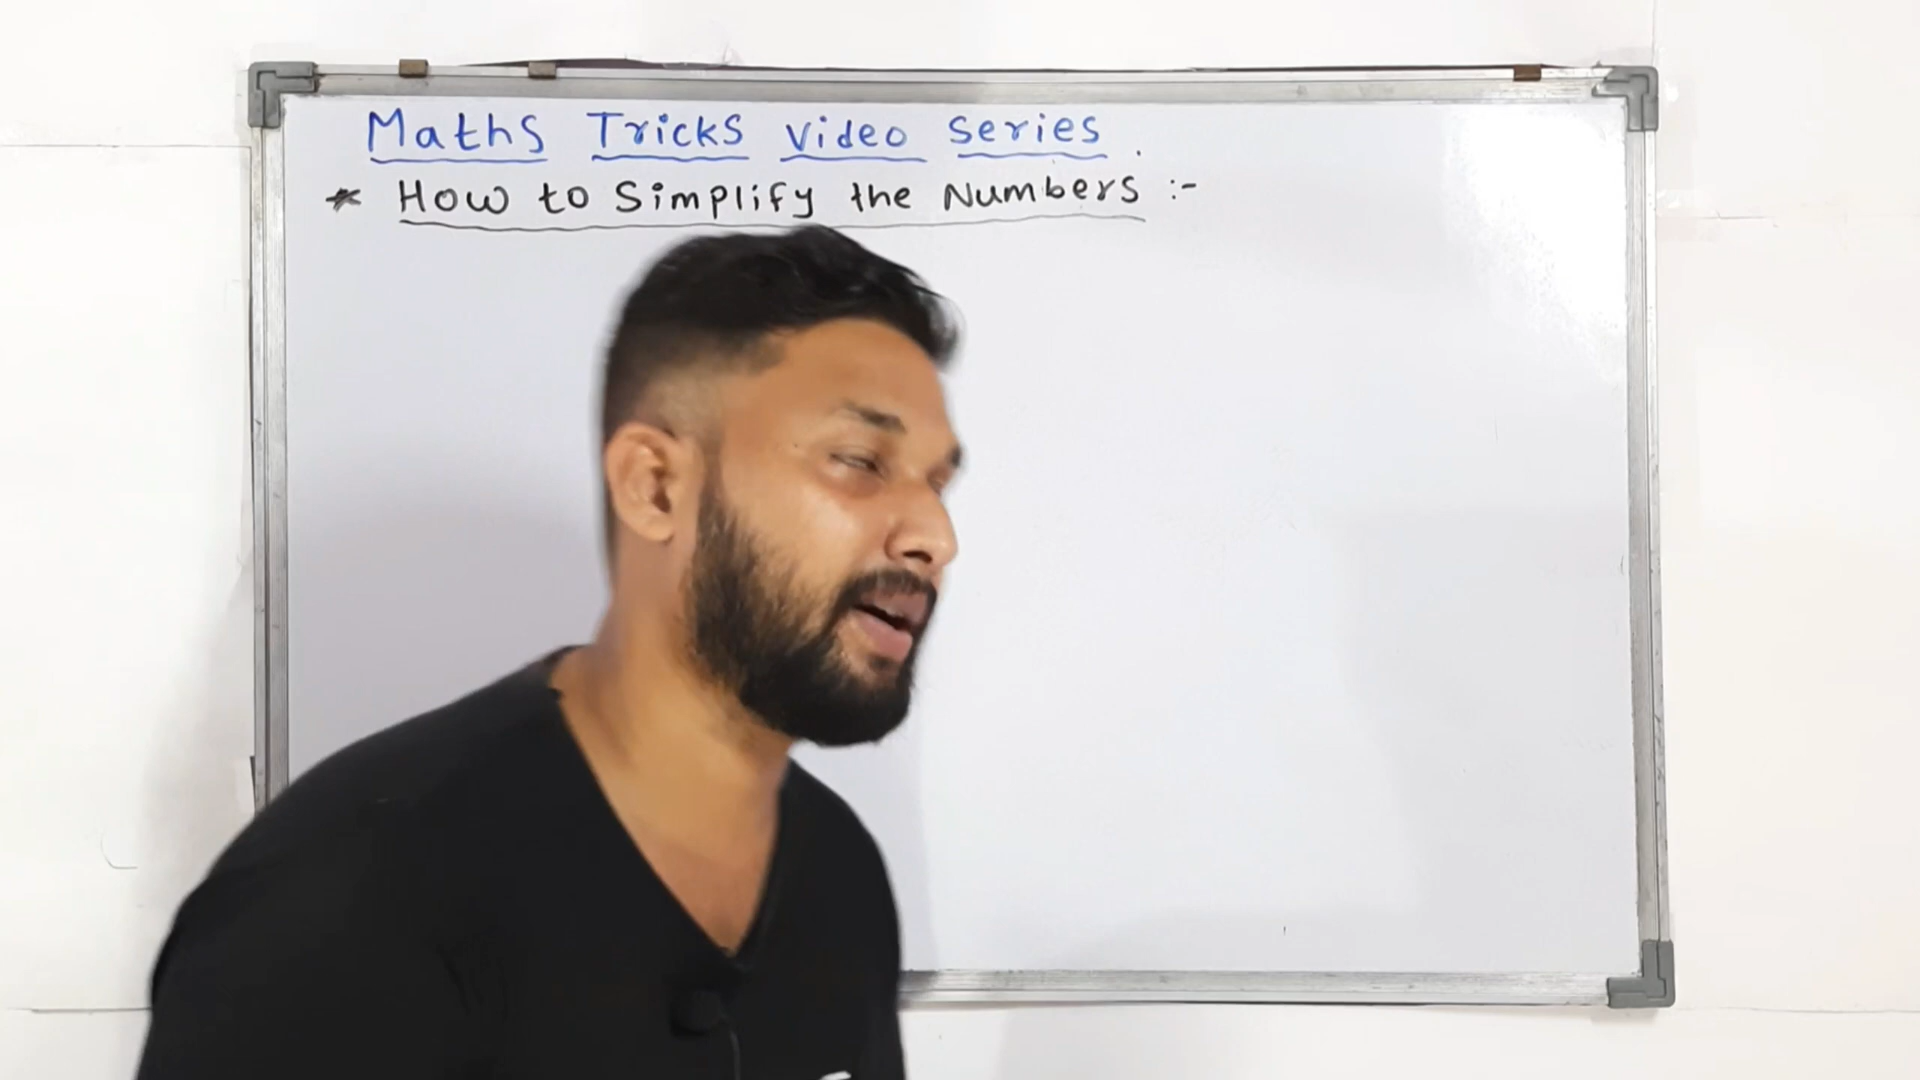 Maths Tricks Video Series .
* How to Simplify the Numbers :-